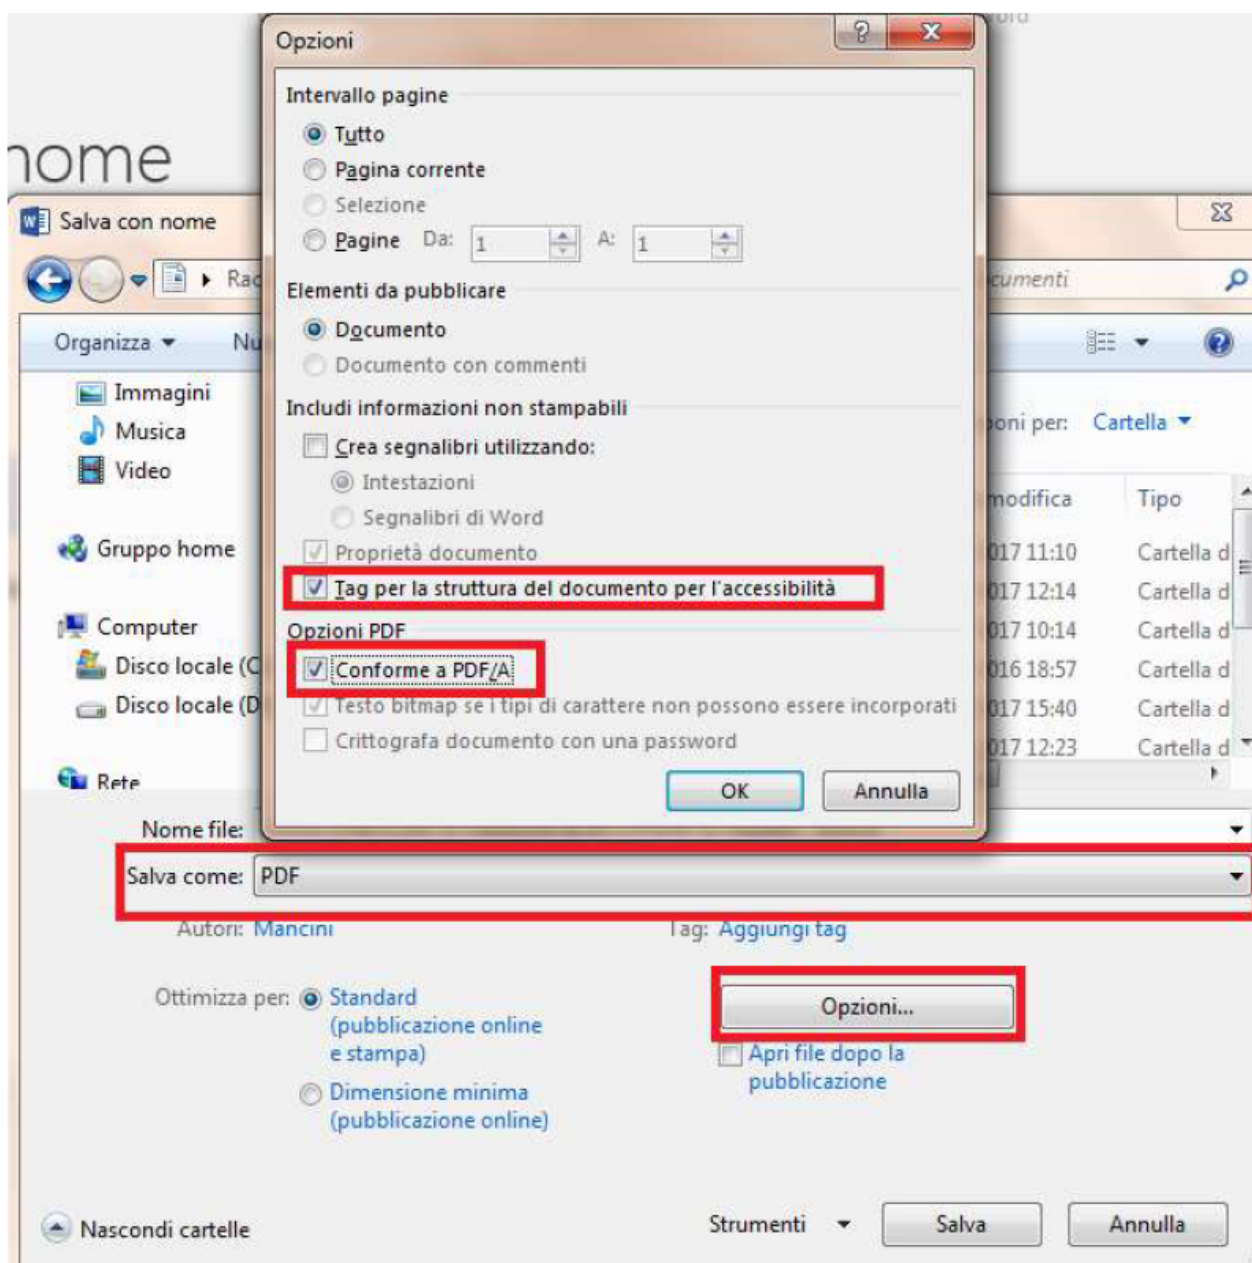 Opzioni
Intervallo pagine
Tutto
Pagina corrente
Selezione
Pagine Da: 1 A: 1
Elementi da pubblicare
Documento
Documento con commenti
Includi informazioni non stampabili
Crea segnalibri utilizzando:
Intestazioni
Segnalibri di Word
Proprietà documento
Tag per la struttura del documento per l'accessibilità
Opzioni PDF
Conforme a PDF/A
Testo bitmap se i tipi di carattere non possono essere incorporati
Crittografa documento con una password
OK Annulla
nome
Salva con nome
Organizza
Immagini
Musica
Video
Gruppo home
Computer
Disco locale (C
Disco locale (D
Rete
cumenti
poni per: Cartella
modifica Tipo
017 11:10 Cartella d
017 12:14 Cartella d
017 10:14 Cartella d
016 18:57 Cartella d
017 15:40 Cartella d
017 12:23 Cartella d
Nome file:
Salva come: PDF
Autori: Mancini Tag: Aggiungi tag
Ottimizza per: Standard
(pubblicazione online
e stampa)
Dimensione minima
(pubblicazione online)
Opzioni...
Apri file dopo la
pubblicazione
Nascondi cartelle Strumenti Salva Annulla